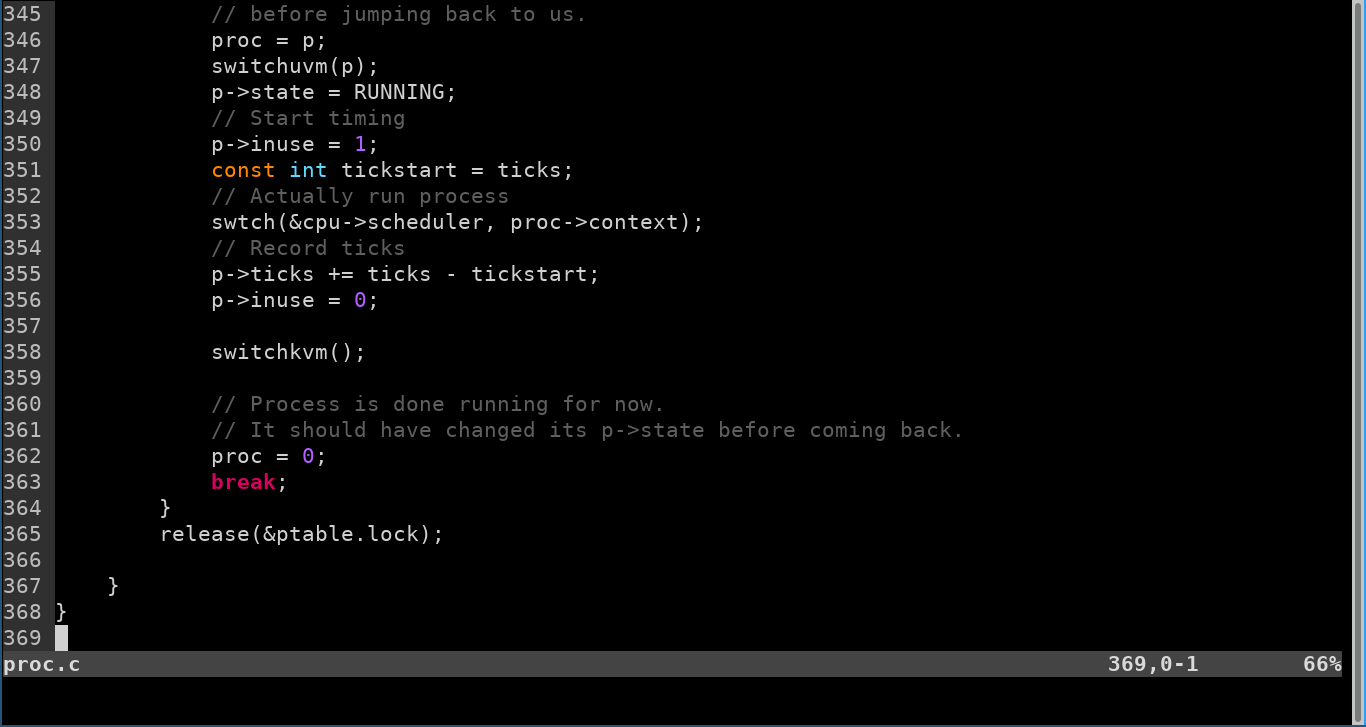 345             // before jumping back to us.
346             proc = p;
347             switchuvm(p);
348             p->state = RUNNING;
349             // Start timing
350             p->inuse = 1;
351             const int tickstart = ticks;
352             // Actually run process
353             swtch(&cpu->scheduler, proc->context);
354             // Record ticks
355             p->ticks += ticks - tickstart;
356             p->inuse = 0;
357
358             switchkvm();
359
360             // Process is done running for now.
361             // It should have changed its p->state before coming back.
362             proc = 0;
363             break;
364         }
365         release(&ptable.lock);
366
367     }
368 }
369
proc.c                                                                               369,0-1        66%